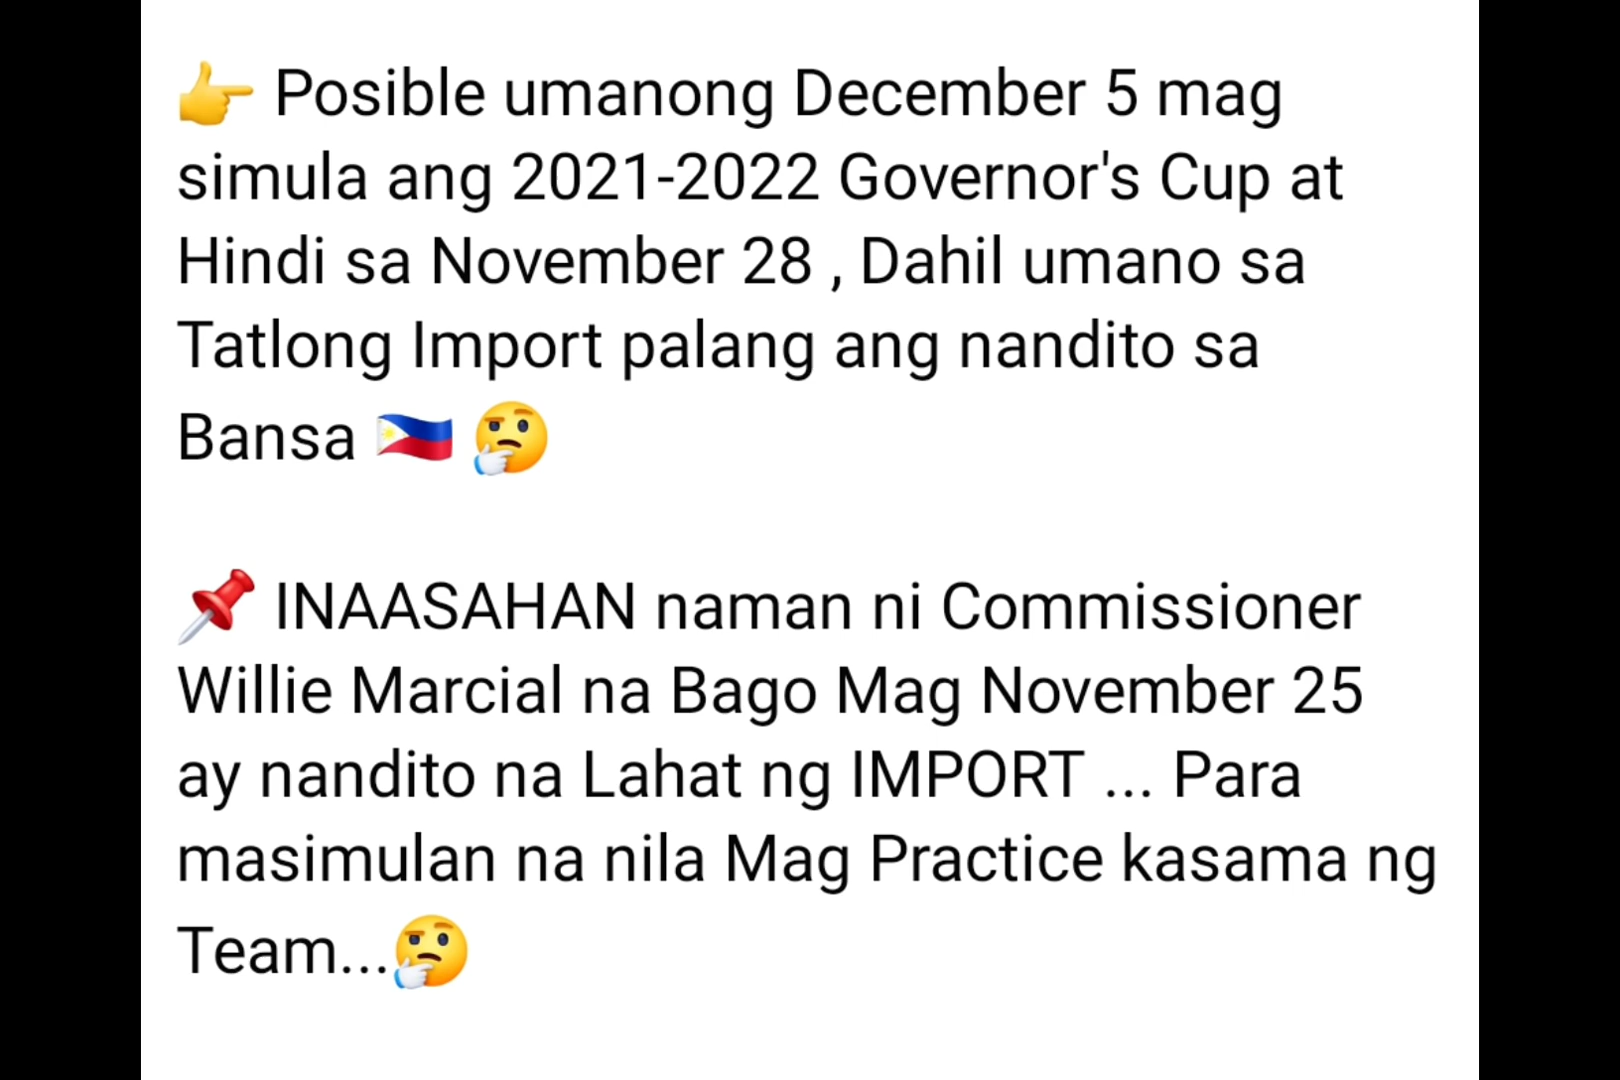 👉 Posible umanong December 5 mag
simula ang 2021-2022 Governor's Cup at
Hindi sa November 28 , Dahil umano sa
Tatlong Import palang ang nandito sa
Bansa 🇵🇭 🤔
📌 INAASAHAN naman ni Commissioner
Willie Marcial na Bago Mag November 25
ay nandito na Lahat ng IMPORT ... Para
masimulan na nila Mag Practice kasama ng
Team...🤔